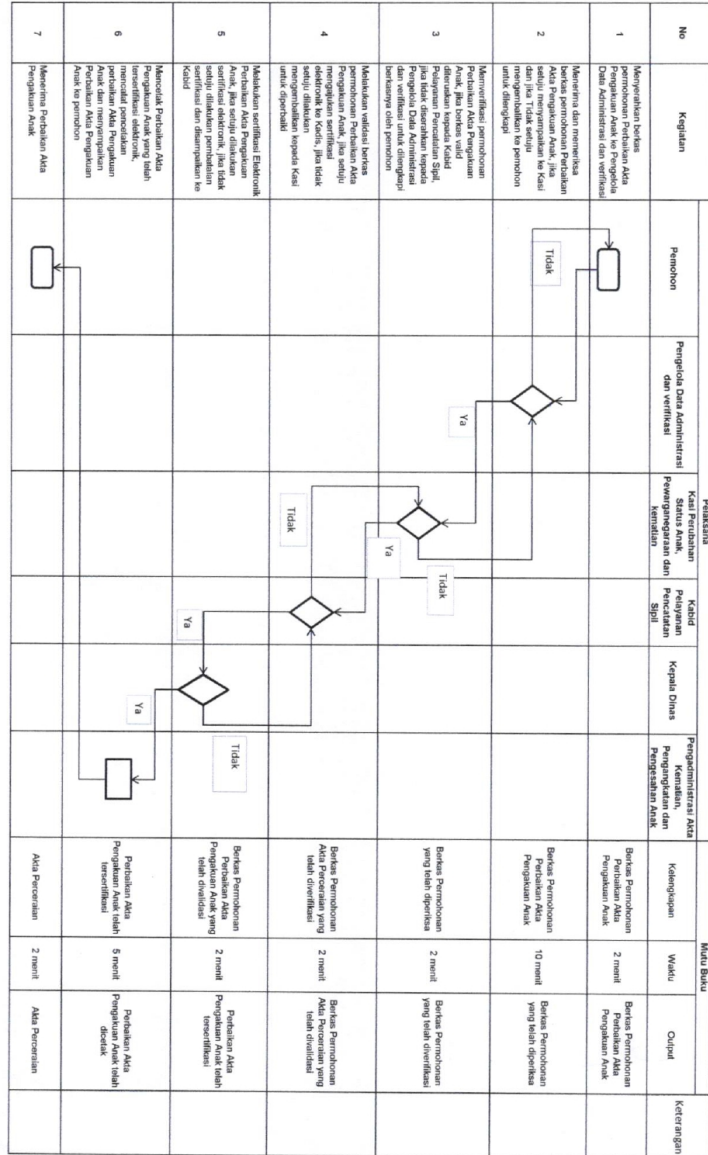 No
Kegiatan
Pelaksana
Mutu Buku
Keterangan
Pemohon
Pengelola Data Administrasi
dan verifikasi
Kasi Perubahan
Status Anak,
Pewarganegaraan dan
kematian
Kabid
Pelayanan
Pencatatan
Sipil
Kepala Dinas
Pengadministrasi Akta
Kematian,
Pengangkatan dan
Pengesahan Anak
Kelengkapan
Waktu
Output
1
Menyerahkan berkas
permohonan Perbaikan Akta
Pengakuan Anak ke Pengelola
Data Administrasi dan verifikasi
Berkas Permohonan
Perbaikan Akta
Pengakuan Anak
2 menit
Berkas Permohonan
Perbaikan Akta
Pengakuan Anak
2
Menerima dan memeriksa
berkas permohonan Perbaikan
Akta Pengakuan Anak, jika
setuju menyampaikan ke Kasi
dan jika Tidak setuju
mengembalikan ke pemohon
untuk dilengkapi
Tidak
Ya
Berkas Permohonan
Perbaikan Akta
Pengakuan Anak
10 menit
Berkas Permohonan
yang telah diperiksa
3
Memverifikasi permohonan
Perbaikan Akta Pengakuan
Anak, jika berkas valid
diteruskan kepada Kabid
Pelayanan Pencatatan Sipil,
jika tidak diserahkan kepada
Pengelola Data Administrasi
dan verifikasi untuk dilengkapi
berkasnya oleh pemohon
Ya
Tidak
Berkas Permohonan
yang telah diperiksa
2 menit
Berkas Permohonan
yang telah diverifikasi
4
Melakukan validasi berkas
permohonan Perbaikan Akta
Pengakuan Anak, jika setuju
mengajukan sertifikasi
elektronik ke Kadis, jika tidak
setuju dilakukan
mengembalikan kepada Kasi
untuk diperbaiki
Tidak
Ya
Berkas Permohonan
Akta Perceraian yang
telah diverifikasi
2 menit
Berkas Permohonan
Akta Perceraian yang
telah divalidasi
5
Melakukan sertifikasi Elektronik
Perbaikan Akta Pengakuan
Anak, jika setuju dilakukan
sertifikasi elektronik, jika tidak
setuju dilakukan pembatalan
sertifikasi dan disampaikan ke
Kabid
Tidak
Ya
Berkas Permohonan
Perbaikan Akta
Pengakuan Anak yang
telah divalidasi
2 menit
Perbaikan Akta
Pengakuan Anak telah
tersertifikasi
6
Mencetak Perbaikan Akta
Pengakuan Anak yang telah
tersertifikasi elektronik,
mencatat pencetakan
perbaikan Akta Pengakuan
Anak dan menyampaikan
Perbaikan Akta Pengakuan
Anak ke pemohon
Perbaikan Akta
Pengakuan Anak telah
tersertifikasi
5 menit
Perbaikan Akta
Pengakuan Anak telah
dicetak
7
Menerima Perbaikan Akta
Pengakuan Anak
Akta Perceraian
2 menit
Akta Perceraian